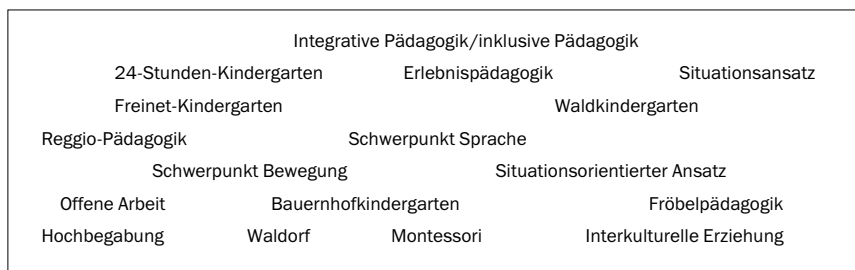 Integrative Pädagogik/inklusive Pädagogik
24-Stunden-Kindergarten Erlebnispädagogik Situationsansatz
Freinet-Kindergarten Waldkindergarten
Reggio-Pädagogik Schwerpunkt Sprache
Schwerpunkt Bewegung Situationsorientierter Ansatz
Offene Arbeit Bauernhofkindergarten Fröbelpädagogik
Hochbegabung Waldorf Montessori Interkulturelle Erziehung